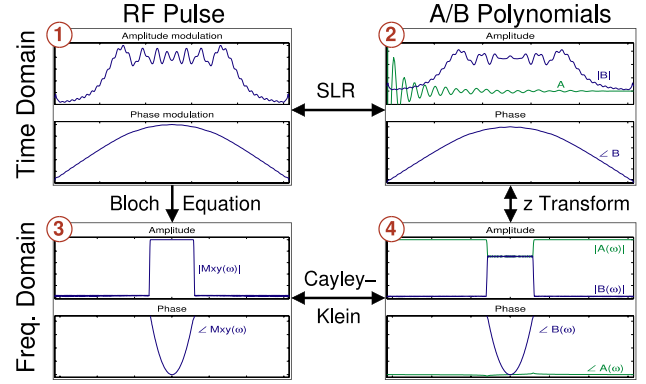 RF Pulse
A/B Polynomials
Time Domain
Freq. Domain
1
Amplitude modulation
Phase modulation
2
Amplitude
|B|
A
Phase
∠ B
SLR
Bloch Equation
z Transform
3
Amplitude
|Mxy(ω)|
Phase
∠ Mxy(ω)
Cayley–
Klein
4
Amplitude
|A(ω)|
|B(ω)|
Phase
∠ B(ω)
∠ A(ω)